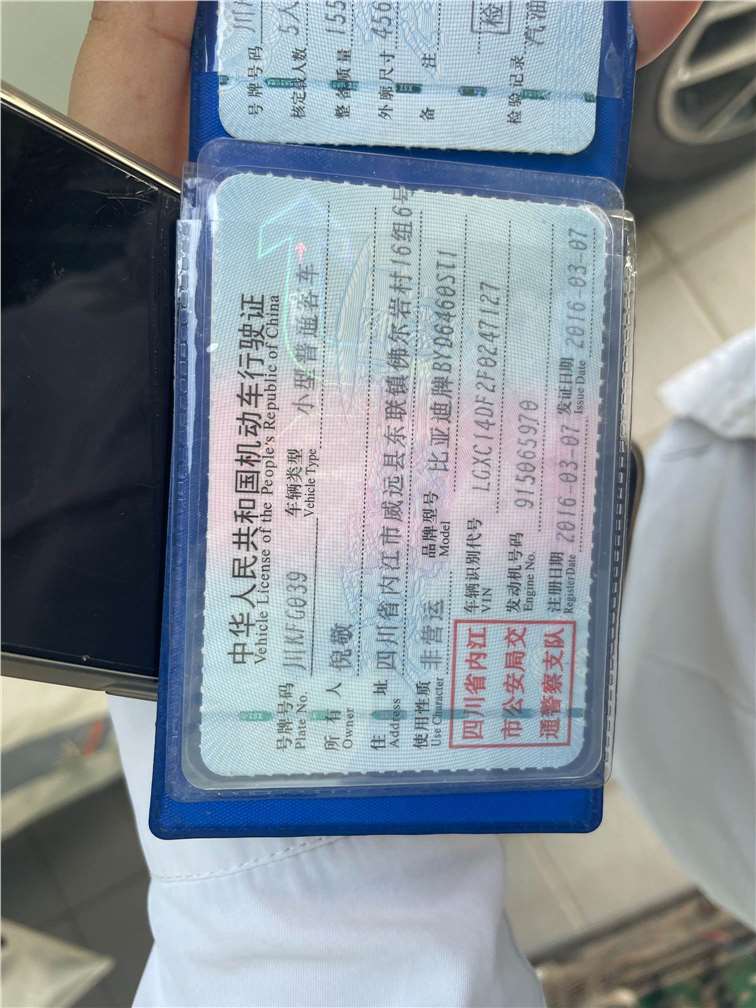 中华人民共和国机动车行驶证
Vehicle License of the People's Republic of China
号牌号码 川KFG039 车辆类型 小型普通客车
Plate No. Vehicle Type
所有人 倪敬
Owner
住址 四川省内江市威远县东联镇佛尔岩村16组6号
Address
使用性质 非营运 品牌型号 比亚迪牌BYD6460STJ
Use Character Model
四川省内江
市公安局交
通警察支队
车辆识别代号 LGXC14DF2F0247127
VIN
发动机号码 915065970
Engine No.
注册日期 2016-03-07 发证日期 2016-03-07
Register Date Issue Date
号牌号码
核定载人数 5人
整备质量 155
外廓尺寸 456
备注
检验记录 汽油
检